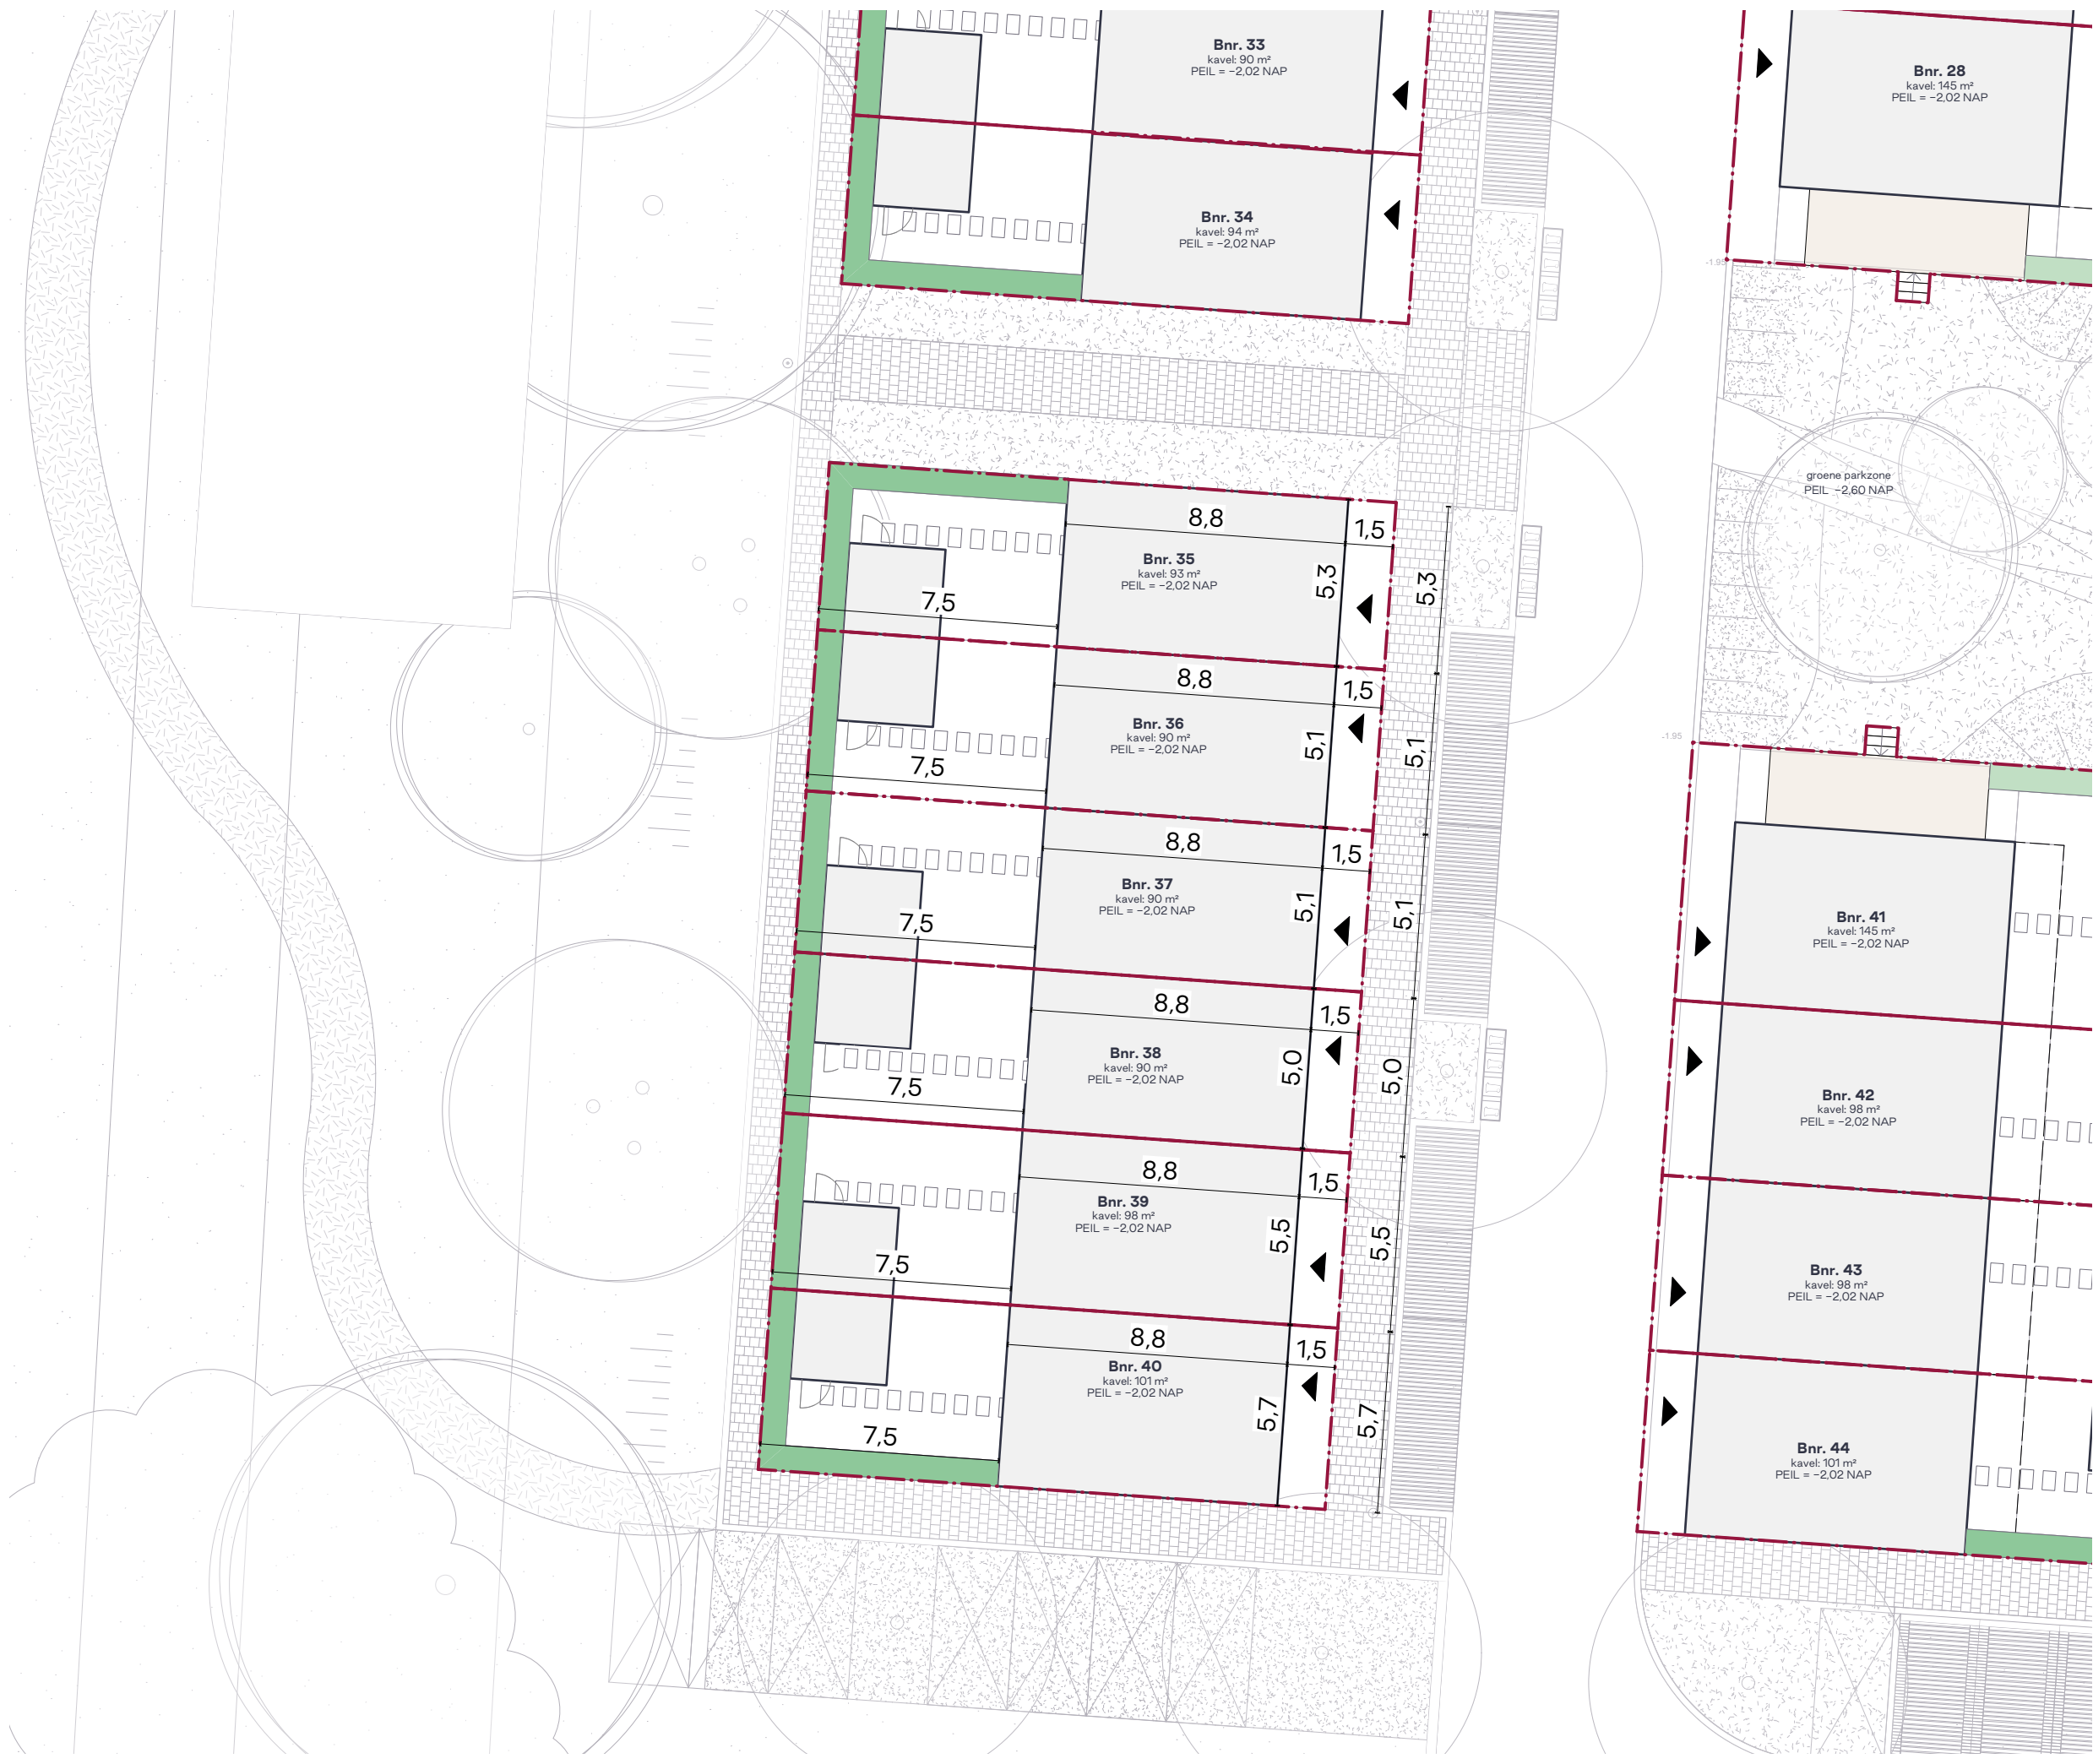 Bnr. 33
kavel: 90 m²
PEIL = −2,02 NAP
Bnr. 34
kavel: 94 m²
PEIL = −2,02 NAP
Bnr. 28
kavel: 145 m²
PEIL = −2,02 NAP
-1.95
groene parkzone
PEIL −2,60 NAP
-1.95
8,8
1,5
Bnr. 35
kavel: 93 m²
PEIL = −2,02 NAP
5,3
5,3
7,5
8,8
1,5
Bnr. 36
kavel: 90 m²
PEIL = −2,02 NAP
5,1
5,1
7,5
8,8
1,5
Bnr. 37
kavel: 90 m²
PEIL = −2,02 NAP
5,1
5,1
7,5
8,8
1,5
Bnr. 38
kavel: 90 m²
PEIL = −2,02 NAP
5,0
5,0
7,5
8,8
1,5
Bnr. 39
kavel: 98 m²
PEIL = −2,02 NAP
5,5
5,5
7,5
8,8
1,5
Bnr. 40
kavel: 101 m²
PEIL = −2,02 NAP
5,7
5,7
7,5
Bnr. 41
kavel: 145 m²
PEIL = −2,02 NAP
Bnr. 42
kavel: 98 m²
PEIL = −2,02 NAP
Bnr. 43
kavel: 98 m²
PEIL = −2,02 NAP
Bnr. 44
kavel: 101 m²
PEIL = −2,02 NAP